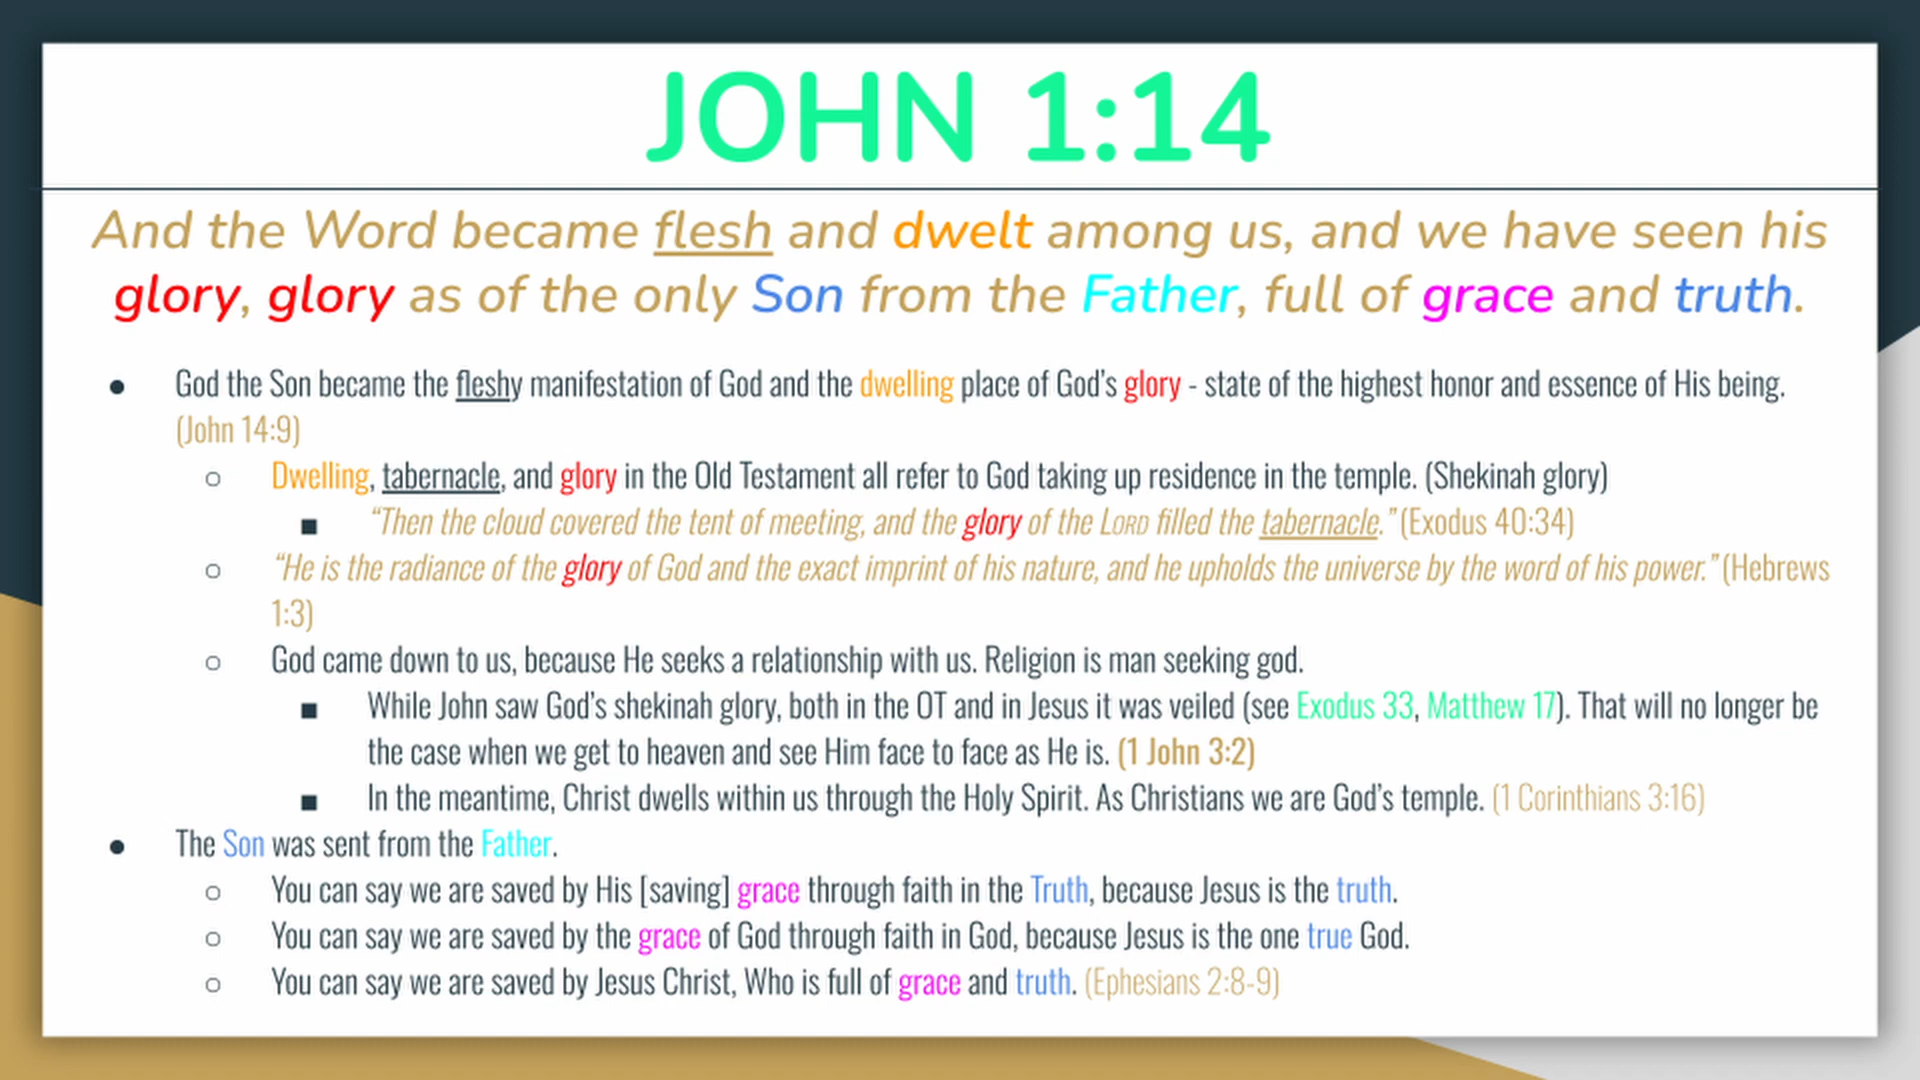 JOHN 1:14
And the Word became flesh and dwelt among us, and we have seen his
glory, glory as of the only Son from the Father, full of grace and truth.
● God the Son became the fleshy manifestation of God and the dwelling place of God’s glory - state of the highest honor and essence of His being.
(John 14:9)
○ Dwelling, tabernacle, and glory in the Old Testament all refer to God taking up residence in the temple. (Shekinah glory)
■ “Then the cloud covered the tent of meeting, and the glory of the LORD filled the tabernacle.” (Exodus 40:34)
○ “He is the radiance of the glory of God and the exact imprint of his nature, and he upholds the universe by the word of his power.” (Hebrews
1:3)
○ God came down to us, because He seeks a relationship with us. Religion is man seeking god.
■ While John saw God’s shekinah glory, both in the OT and in Jesus it was veiled (see Exodus 33, Matthew 17). That will no longer be
the case when we get to heaven and see Him face to face as He is. (1 John 3:2)
■ In the meantime, Christ dwells within us through the Holy Spirit. As Christians we are God’s temple. (1 Corinthians 3:16)
● The Son was sent from the Father.
○ You can say we are saved by His [saving] grace through faith in the Truth, because Jesus is the truth.
○ You can say we are saved by the grace of God through faith in God, because Jesus is the one true God.
○ You can say we are saved by Jesus Christ, Who is full of grace and truth. (Ephesians 2:8-9)